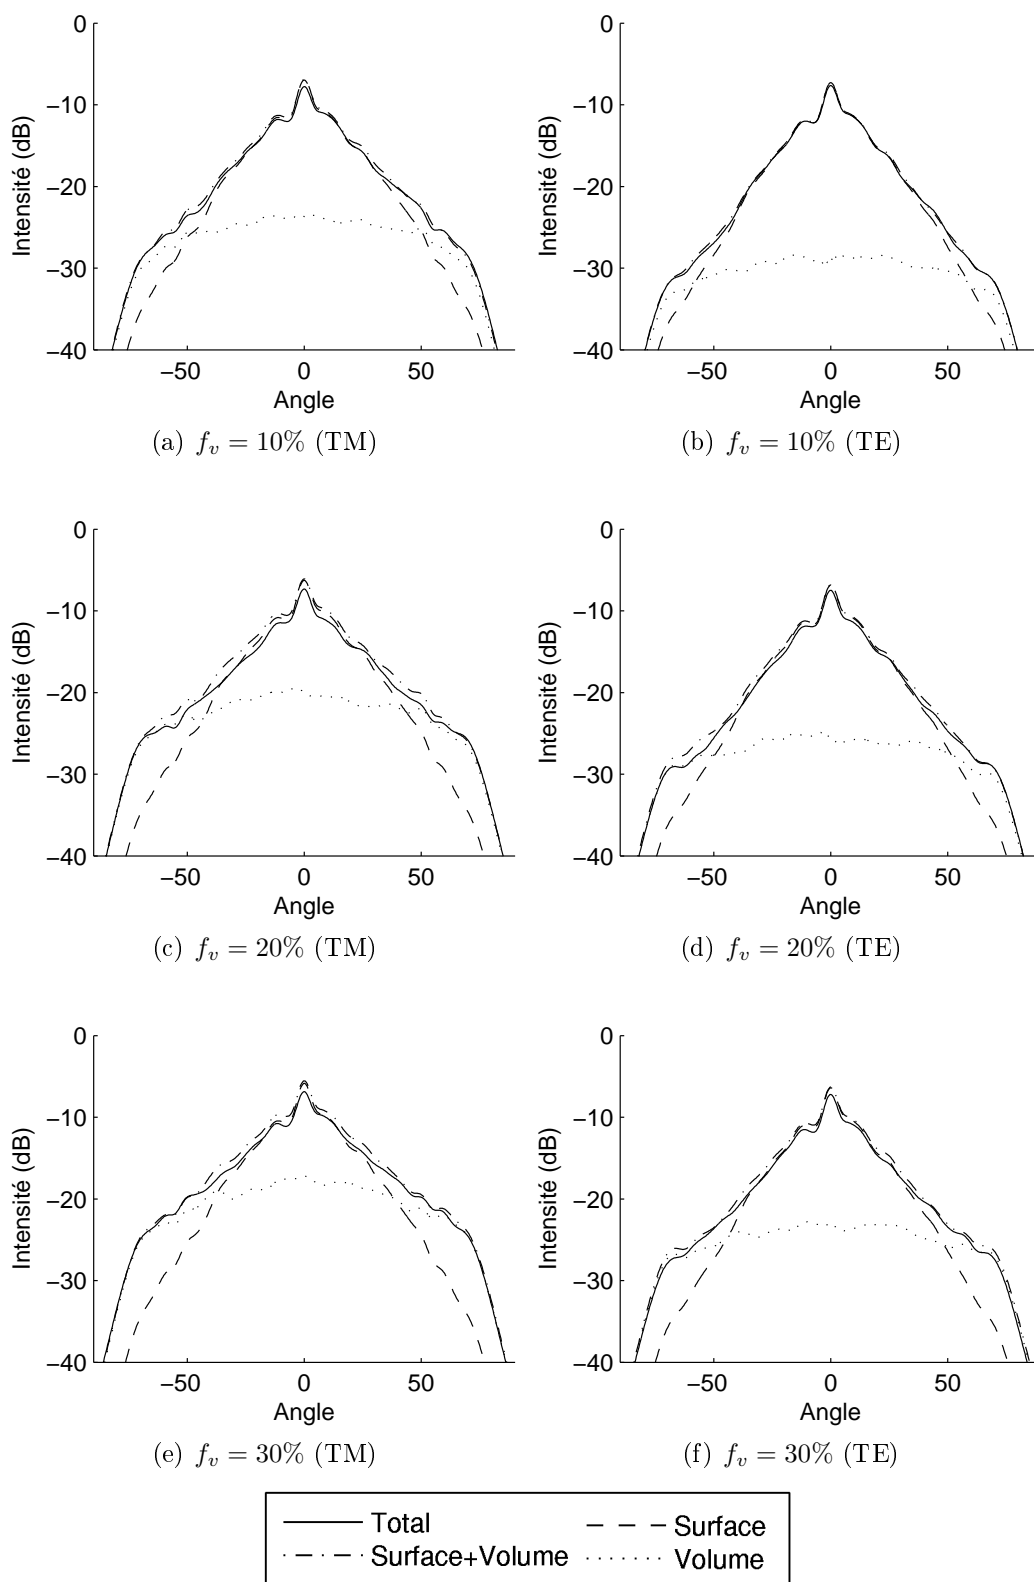 0
−10
−20
−30
−40
Intensité (dB)
−50 0 50
Angle
(a) f_v = 10% (TM)
0
−10
−20
−30
−40
Intensité (dB)
−50 0 50
Angle
(b) f_v = 10% (TE)
0
−10
−20
−30
−40
Intensité (dB)
−50 0 50
Angle
(c) f_v = 20% (TM)
0
−10
−20
−30
−40
Intensité (dB)
−50 0 50
Angle
(d) f_v = 20% (TE)
0
−10
−20
−30
−40
Intensité (dB)
−50 0 50
Angle
(e) f_v = 30% (TM)
0
−10
−20
−30
−40
Intensité (dB)
−50 0 50
Angle
(f) f_v = 30% (TE)
Total Surface
Surface+Volume Volume